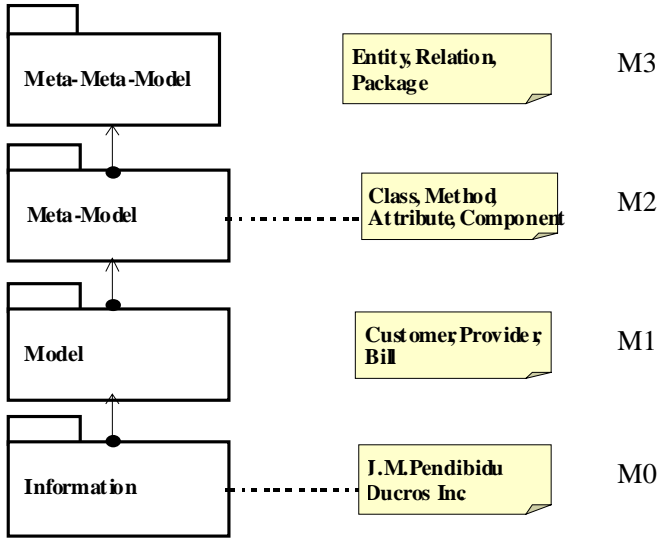 Meta-Meta-Model
Entity, Relation,
Package
M3
Meta-Model
Class, Method,
Attribute, Component
M2
Model
Customer, Provider,
Bill
M1
Information
J.M.Pendibidu
Ducros Inc
M0